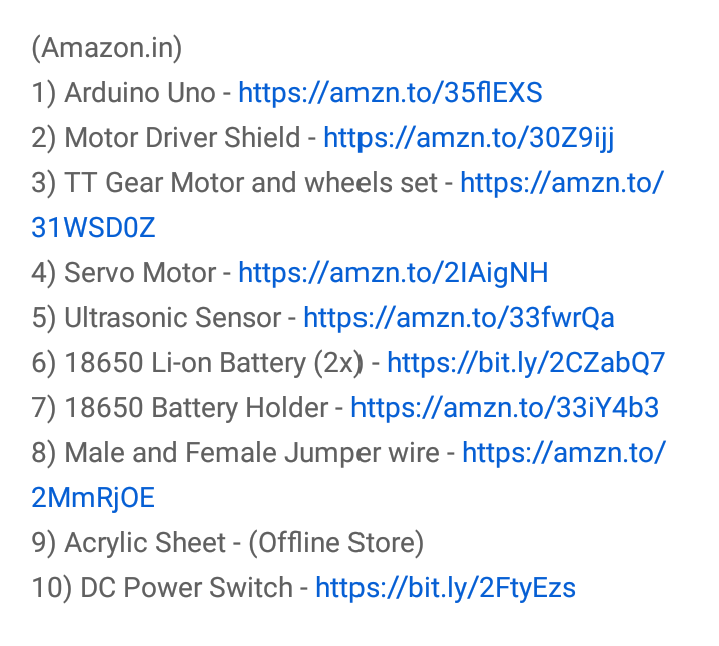 (Amazon.in)
1) Arduino Uno - https://amzn.to/35flEXS
2) Motor Driver Shield - https://amzn.to/30Z9ijj
3) TT Gear Motor and wheels set - https://amzn.to/
31WSD0Z
4) Servo Motor - https://amzn.to/2IAigNH
5) Ultrasonic Sensor - https://amzn.to/33fwrQa
6) 18650 Li-on Battery (2x) - https://bit.ly/2CZabQ7
7) 18650 Battery Holder - https://amzn.to/33iY4b3
8) Male and Female Jumper wire - https://amzn.to/
2MmRjOE
9) Acrylic Sheet - (Offline Store)
10) DC Power Switch - https://bit.ly/2FtyEzs